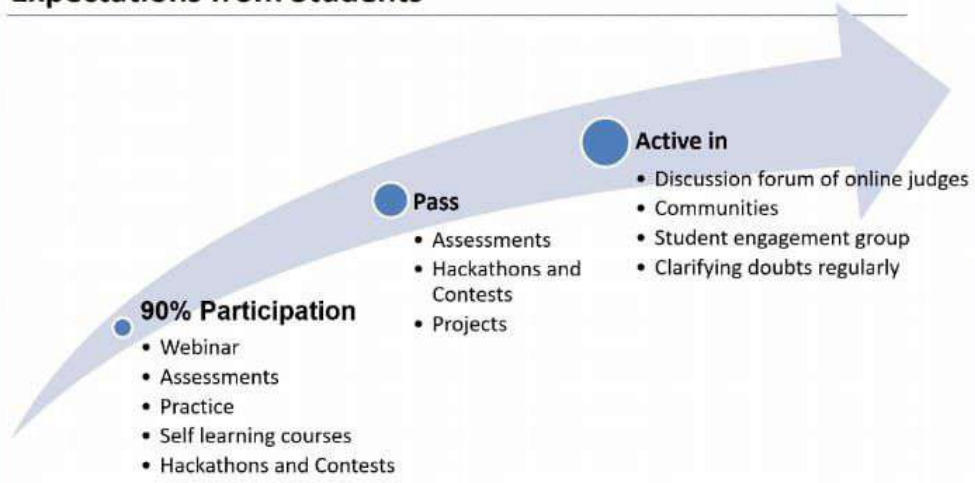 Expectations from Students
Active in
• Discussion forum of online judges
• Communities
• Student engagement group
• Clarifying doubts regularly
Pass
• Assessments
• Hackathons and
Contests
• Projects
90% Participation
• Webinar
• Assessments
• Practice
• Self learning courses
• Hackathons and Contests